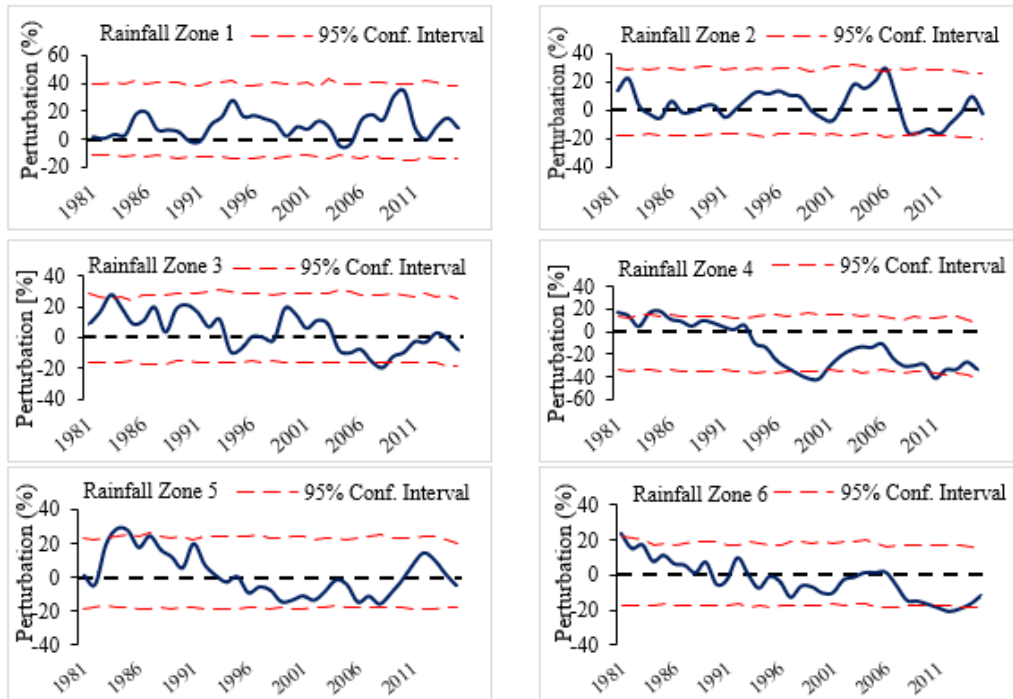 Rainfall Zone 1 95% Conf. Interval
Perturbation (%)
60
40
20
0
-20
1981 1986 1991 1996 2001 2006 2011
Rainfall Zone 2 95% Conf. Interval
Perturbaation (%)
40
20
0
-20
-40
1981 1986 1991 1996 2001 2006 2011
Rainfall Zone 3 95% Conf. Interval
Perturbation [%]
40
20
0
-20
-40
1981 1986 1991 1996 2001 2006 2011
Rainfall Zone 4 95% Conf. Interval
Perturbation [%]
40
20
0
-20
-40
-60
1981 1986 1991 1996 2001 2006 2011
Rainfall Zone 5 95% Conf. Interval
Perturbation (%)
40
20
0
-20
-40
1981 1986 1991 1996 2001 2006 2011
Rainfall Zone 6 95% Conf. Interval
Perturbation (%)
40
20
0
-20
-40
1981 1986 1991 1996 2001 2006 2011